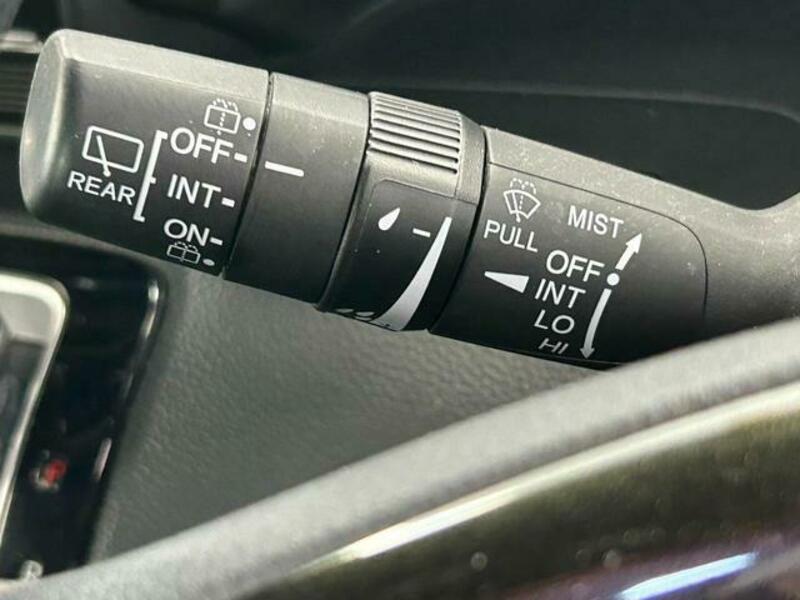 OFF
REAR
INT
ON
PULL
MIST
OFF
INT
LO
HI